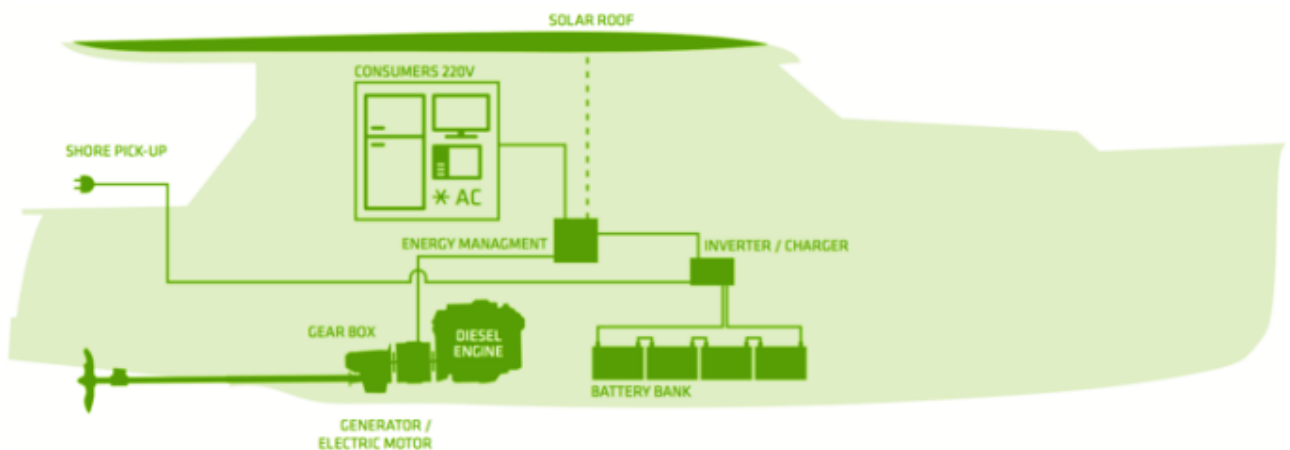 SOLAR ROOF
CONSUMERS 220V
SHORE PICK-UP
AC
ENERGY MANAGMENT
INVERTER / CHARGER
GEAR BOX
DIESEL
ENGINE
BATTERY BANK
GENERATOR /
ELECTRIC MOTOR